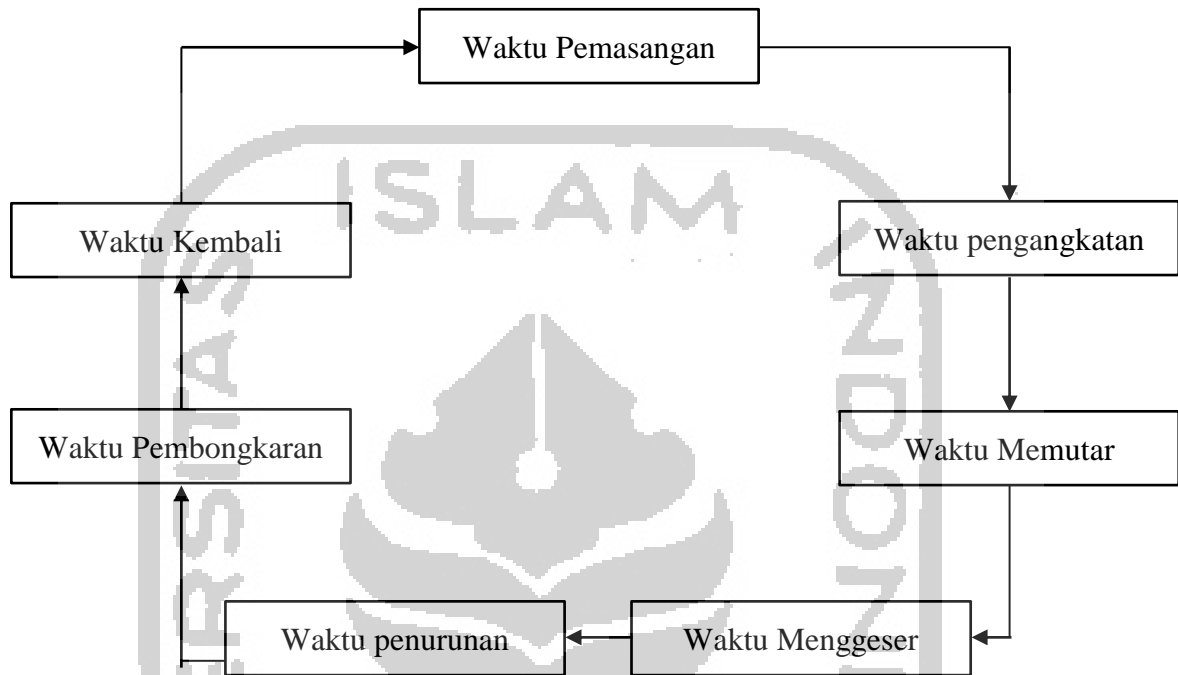 Waktu Pemasangan
Waktu pengangkatan
Waktu Memutar
Waktu Menggeser
Waktu penurunan
Waktu Pembongkaran
Waktu Kembali
ISLAM